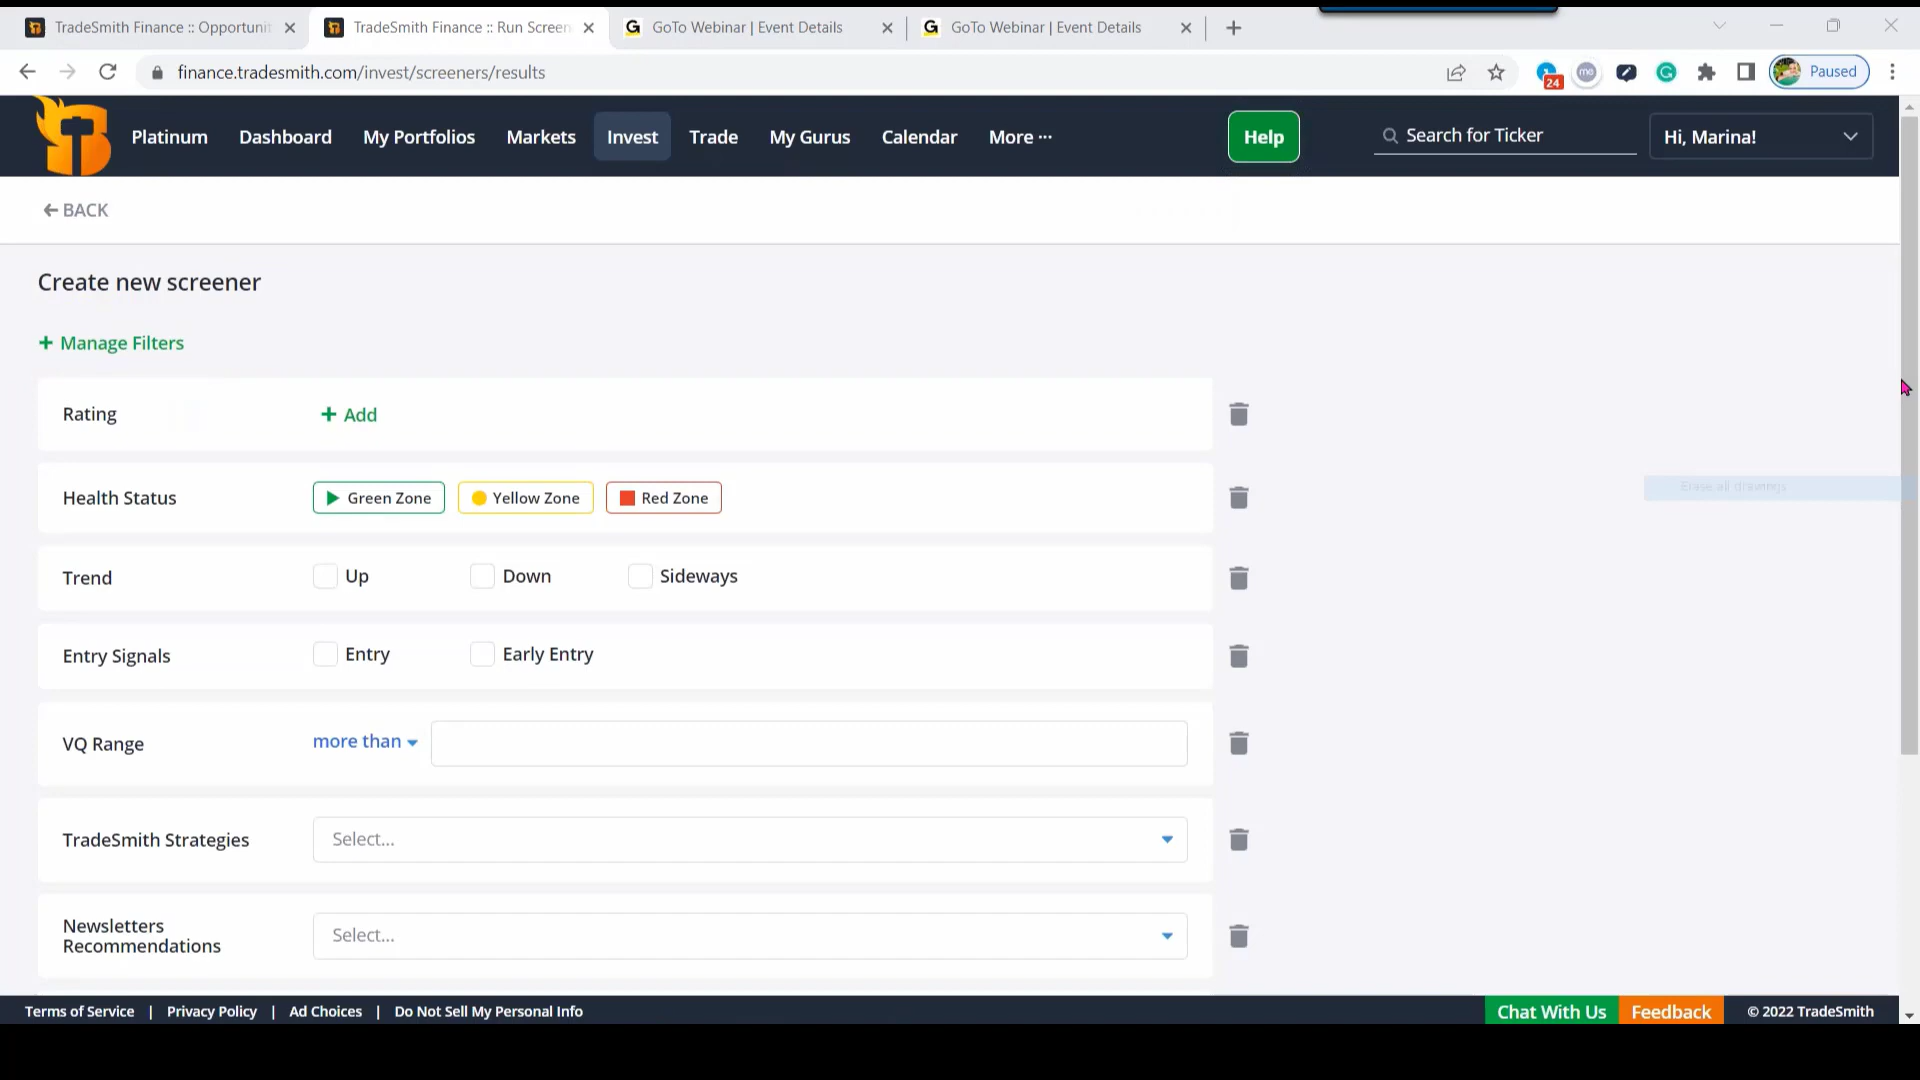 TradeSmith Finance :: Opportunit
TradeSmith Finance :: Run Screen
GoTo Webinar | Event Details
GoTo Webinar | Event Details
finance.tradesmith.com/invest/screeners/results
24
me
Paused
Platinum Dashboard My Portfolios Markets Invest Trade My Gurus Calendar More ··· Help Search for Ticker Hi, Marina!
BACK
Create new screener
+ Manage Filters
Rating + Add
Health Status Green Zone Yellow Zone Red Zone
Erase all drawings
Trend Up Down Sideways
Entry Signals Entry Early Entry
VQ Range more than
TradeSmith Strategies Select...
Newsletters
Recommendations Select...
Terms of Service | Privacy Policy | Ad Choices | Do Not Sell My Personal Info Chat With Us Feedback © 2022 TradeSmith